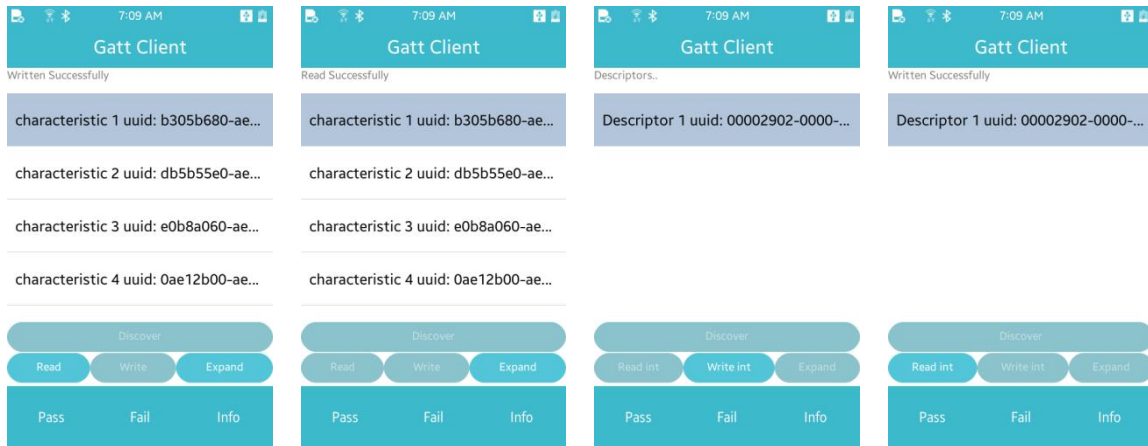 7:09 AM
Gatt Client
Written Successfully
characteristic 1 uuid: b305b680-ae...
characteristic 2 uuid: db5b55e0-ae...
characteristic 3 uuid: e0b8a060-ae...
characteristic 4 uuid: 0ae12b00-ae...
Discover
Read Write Expand
Pass Fail Info
7:09 AM
Gatt Client
Read Successfully
characteristic 1 uuid: b305b680-ae...
characteristic 2 uuid: db5b55e0-ae...
characteristic 3 uuid: e0b8a060-ae...
characteristic 4 uuid: 0ae12b00-ae...
Discover
Read Write Expand
Pass Fail Info
7:09 AM
Gatt Client
Descriptors..
Descriptor 1 uuid: 00002902-0000-...
Discover
Read int Write int Expand
Pass Fail Info
7:09 AM
Gatt Client
Written Successfully
Descriptor 1 uuid: 00002902-0000-...
Discover
Read int Write int Expand
Pass Fail Info